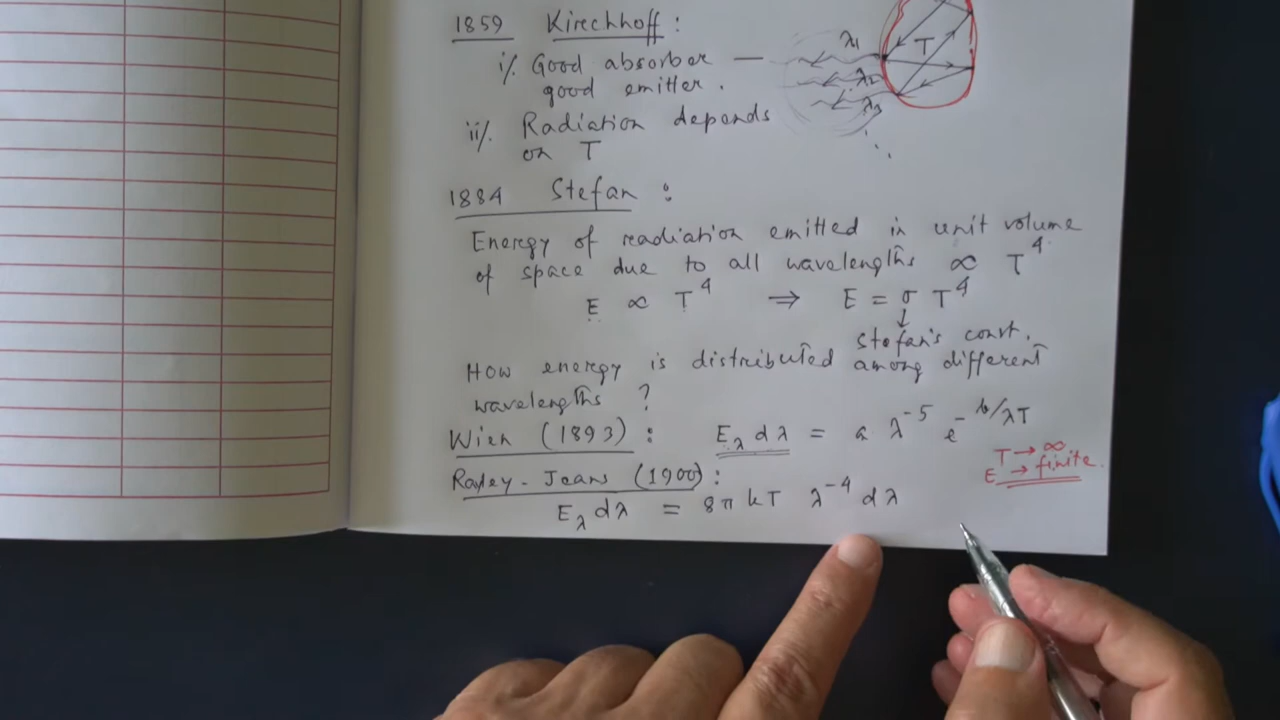 1859 Kirchhoff :
i/. Good absorber —
good emitter.
ii/. Radiation depends
on T
λ1
λ2
λ3
T
1884 Stefan :
Energy of radiation emitted in unit volume
of space due to all wavelengths ∝ T⁴.
E ∝ T⁴ ⇒ E = σ T⁴
Stefan's const.
How energy is distributed among different
wavelengths ?
Wien (1893) : E_λ dλ = a λ⁻⁵ e^(-b/λT)
T → ∞
E → finite.
Rayley-Jeans (1900) :
E_λ dλ = 8π kT λ⁻⁴ dλ